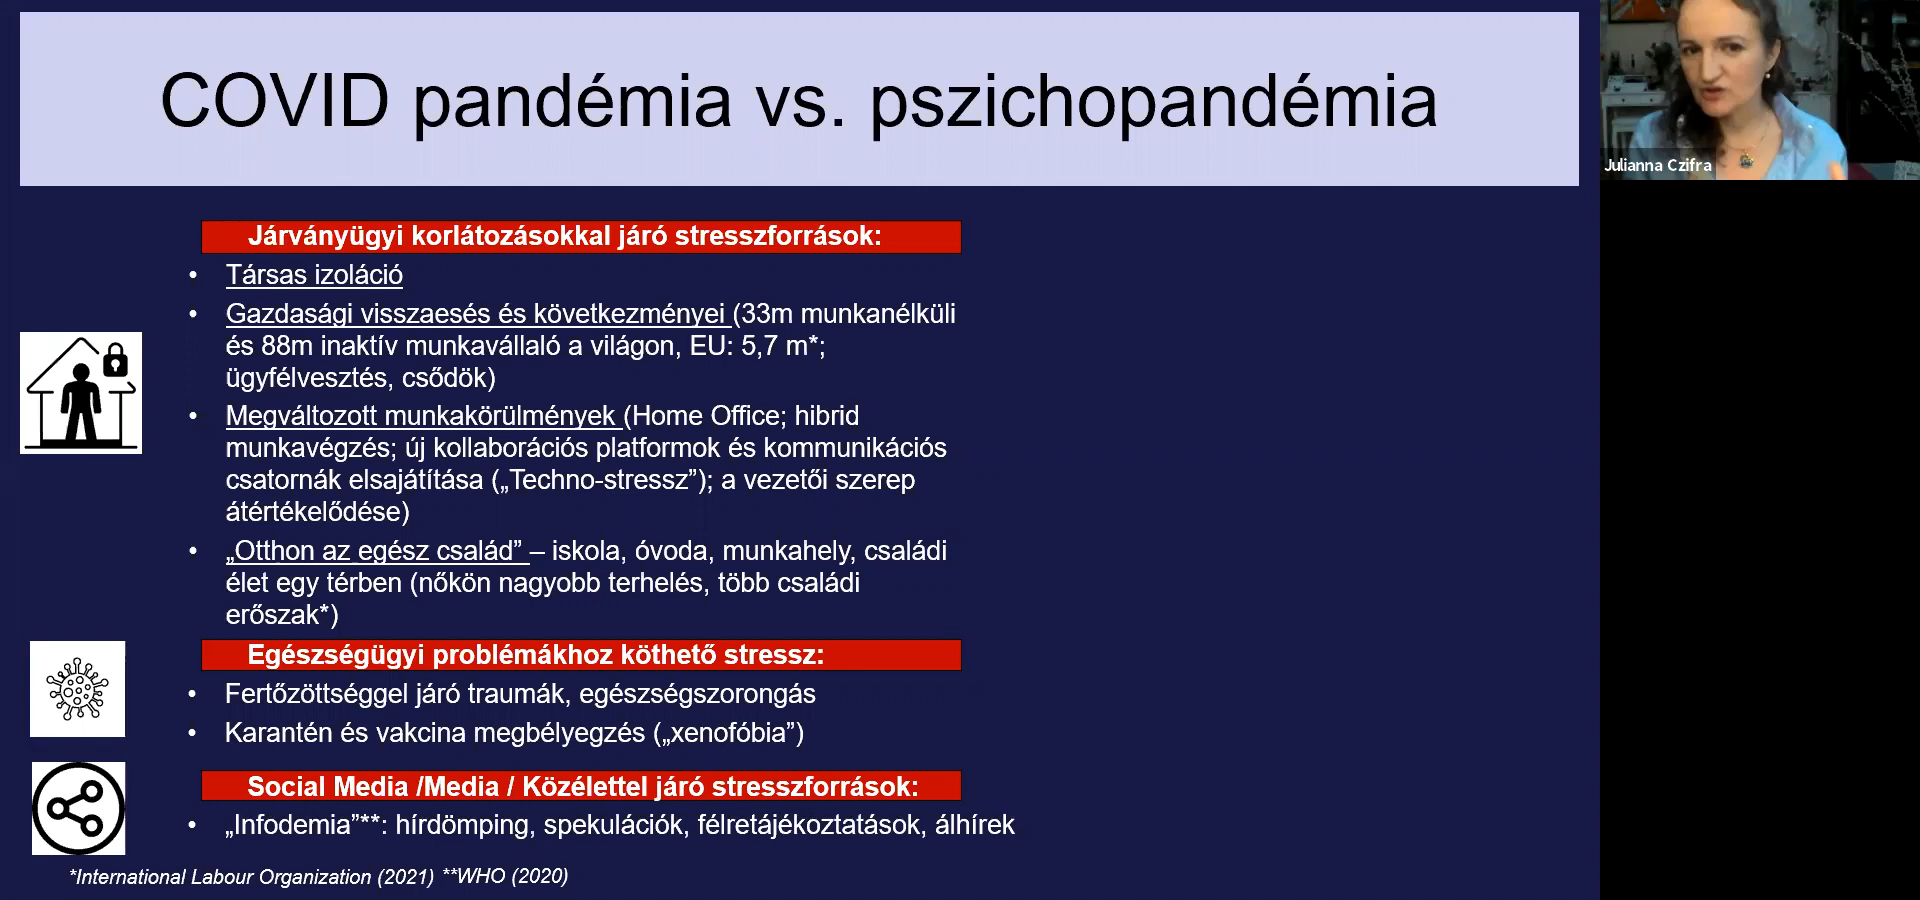 COVID pandémia vs. pszichopandémia
Julianna Czifra
Járványügyi korlátozásokkal járó stresszforrások:
• Társas izoláció
• Gazdasági visszaesés és következményei (33m munkanélküli
és 88m inaktív munkavállaló a világon, EU: 5,7 m*;
ügyfélvesztés, csődök)
• Megváltozott munkakörülmények (Home Office; hibrid
munkavégzés; új kollaborációs platformok és kommunikációs
csatornák elsajátítása („Techno-stressz”); a vezetői szerep
átértékelődése)
• „Otthon az egész család” – iskola, óvoda, munkahely, családi
élet egy térben (nőkön nagyobb terhelés, több családi
erőszak*)
Egészségügyi problémákhoz köthető stressz:
• Fertőzöttséggel járó traumák, egészségszorongás
• Karantén és vakcina megbélyegzés („xenofóbia”)
Social Media /Media / Közélettel járó stresszforrások:
• „Infodemia”**: hírdömping, spekulációk, félretájékoztatások, álhírek
*International Labour Organization (2021) **WHO (2020)